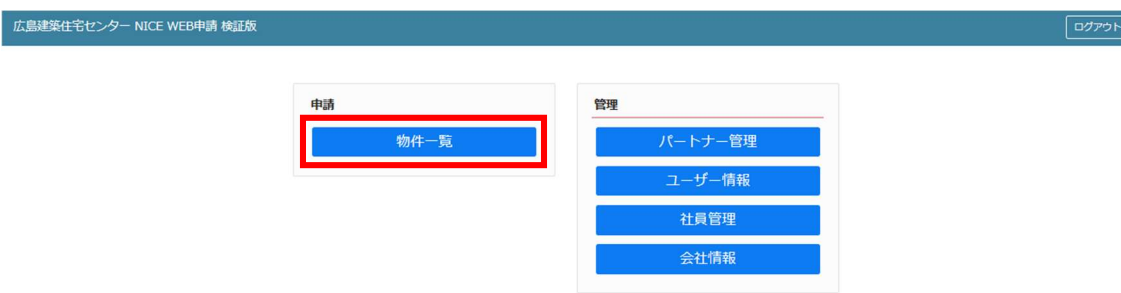 広島建築住宅センター NICE WEB申請 検証版
ログアウト
申請
物件一覧
管理
パートナー管理
ユーザー情報
社員管理
会社情報